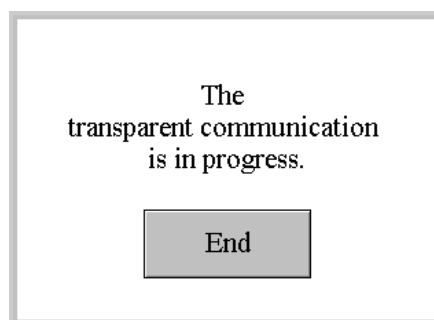 The
transparent communication
is in progress.
End